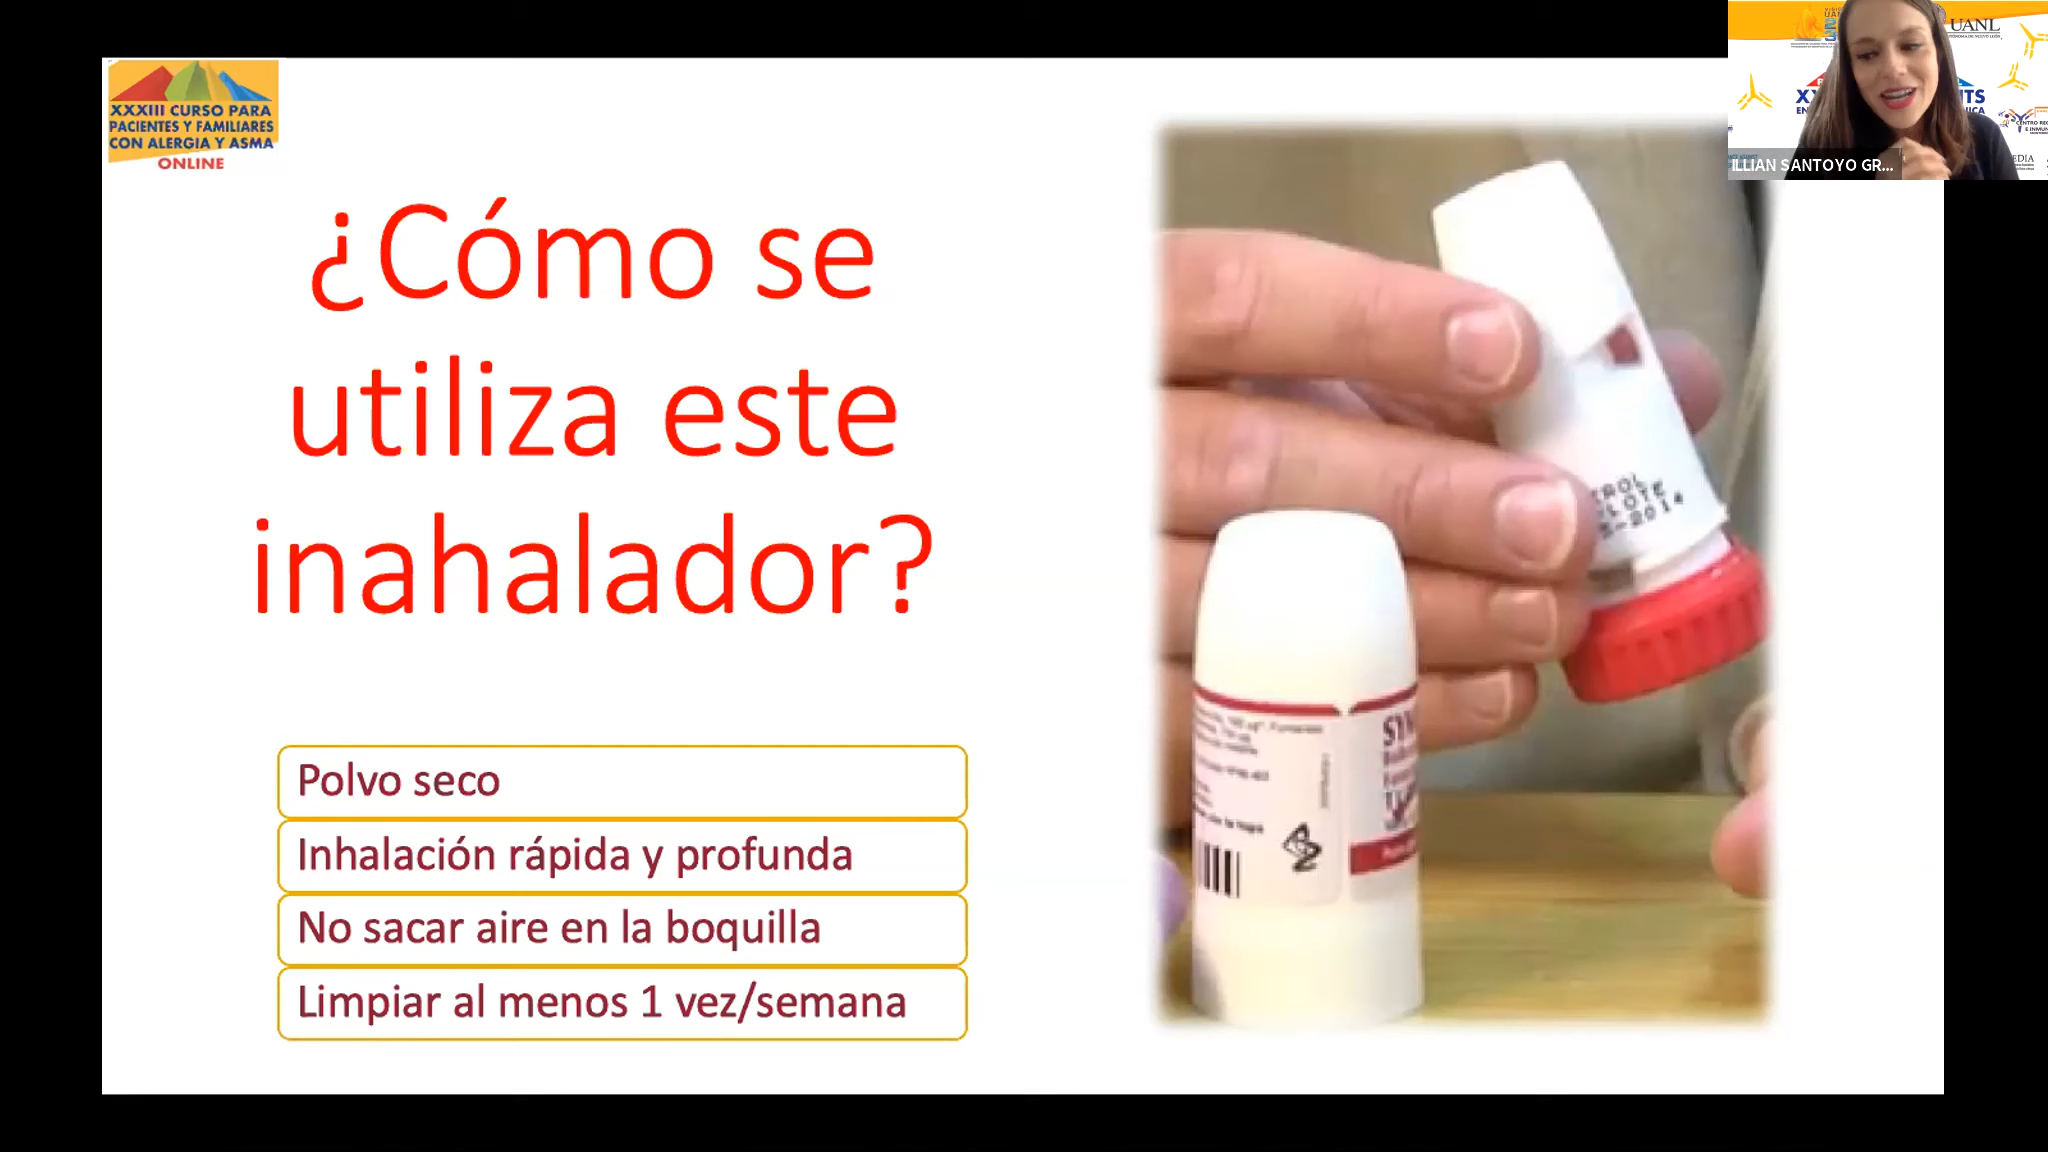 XXXIII CURSO PARA
PACIENTES Y FAMILIARES
CON ALERGIA Y ASMA
ONLINE
¿Cómo se
utiliza este
inahalador?
Polvo seco
Inhalación rápida y profunda
No sacar aire en la boquilla
Limpiar al menos 1 vez/semana
UANL
ILLIAN SANTOYO GR...